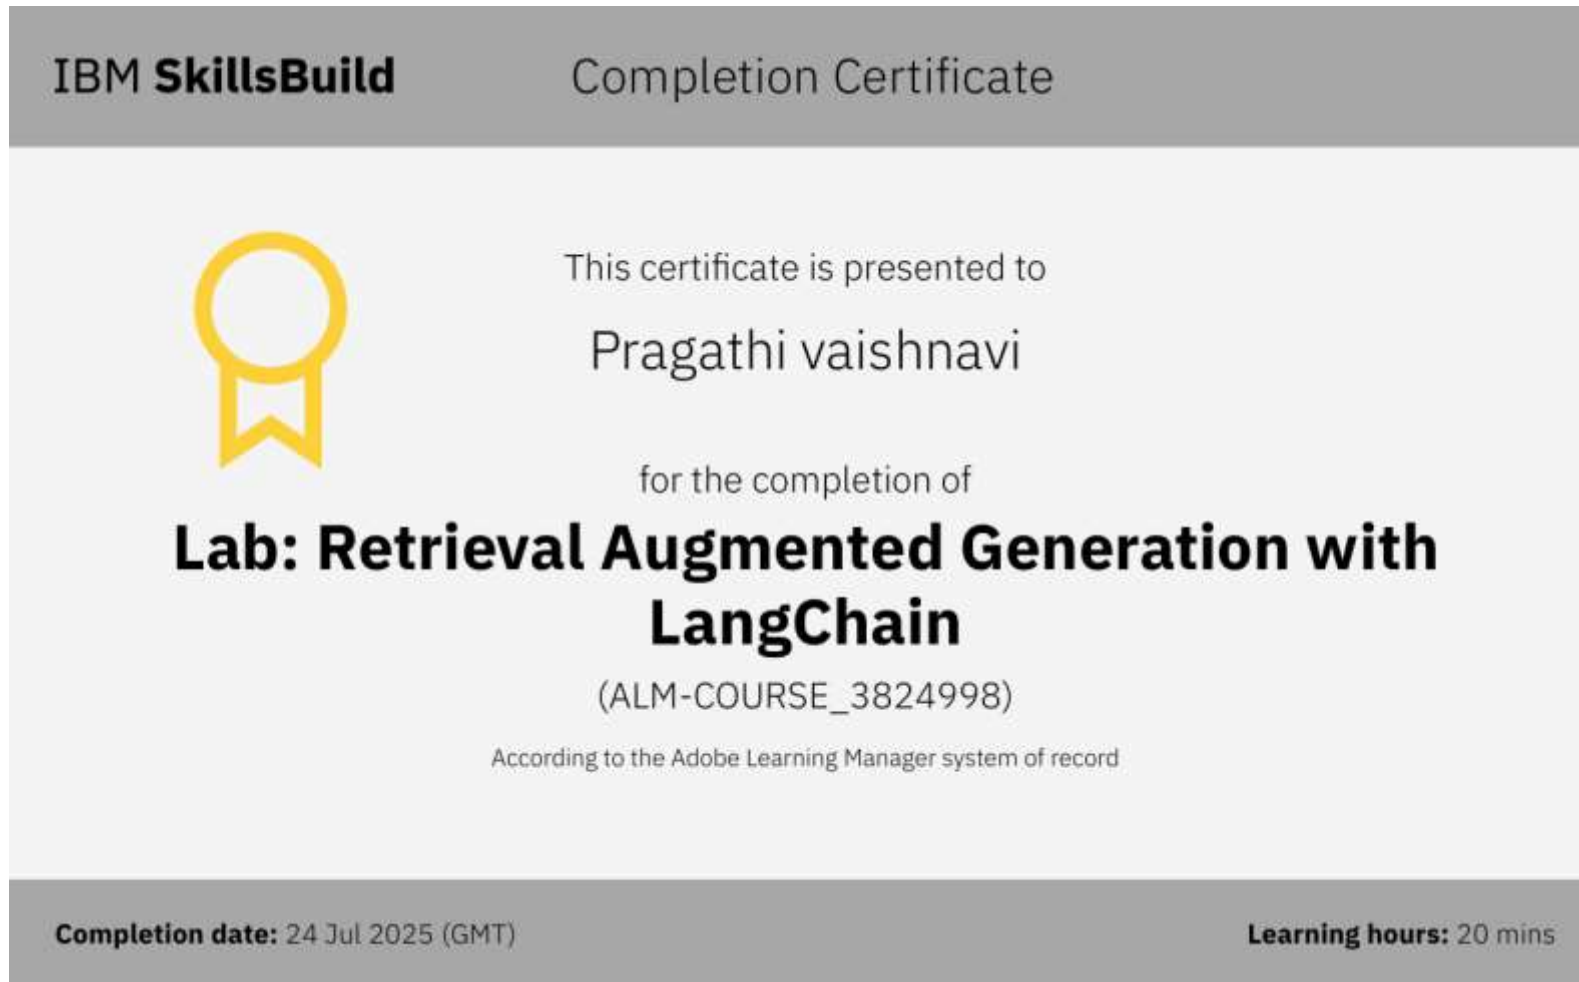 IBM SkillsBuild
Completion Certificate
This certificate is presented to
Pragathi vaishnavi
for the completion of
Lab: Retrieval Augmented Generation with
LangChain
(ALM-COURSE_3824998)
According to the Adobe Learning Manager system of record
Completion date: 24 Jul 2025 (GMT)
Learning hours: 20 mins